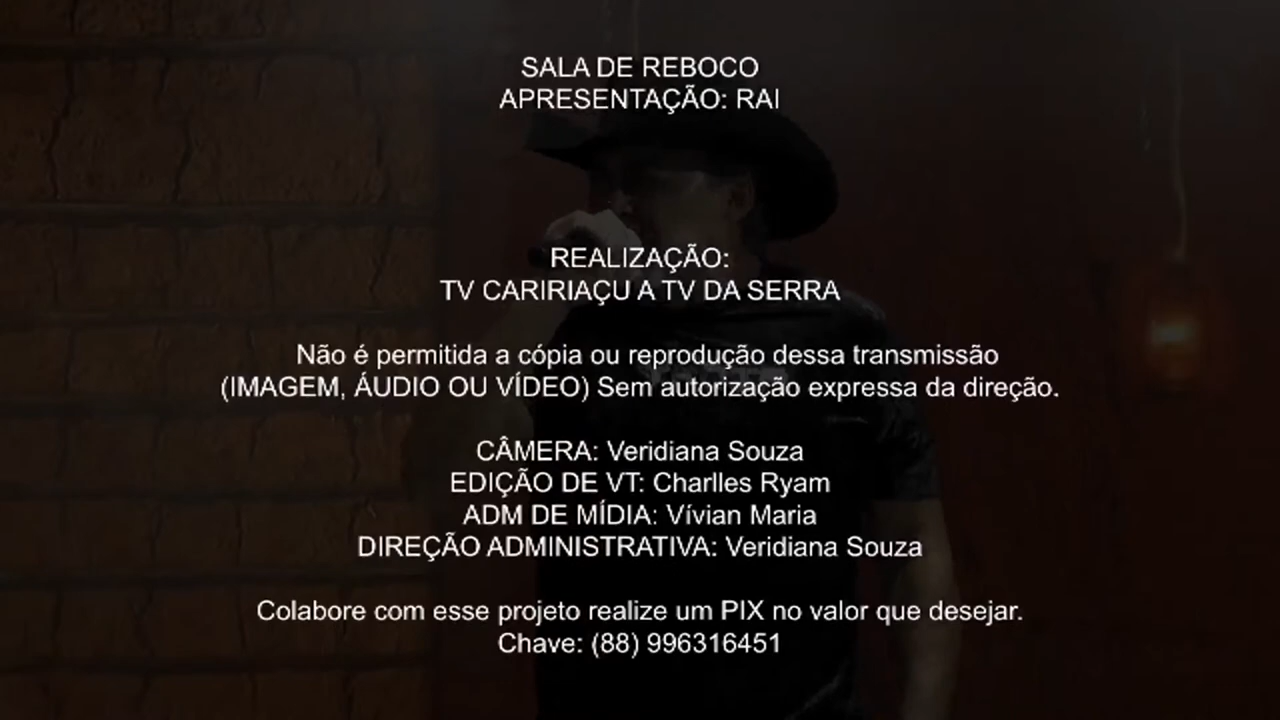 SALA DE REBOCO
APRESENTAÇÃO: RAI
REALIZAÇÃO:
TV CARIRIAÇU A TV DA SERRA
Não é permitida a cópia ou reprodução dessa transmissão
(IMAGEM, ÁUDIO OU VÍDEO) Sem autorização expressa da direção.
CÂMERA: Veridiana Souza
EDIÇÃO DE VT: Charlles Ryam
ADM DE MÍDIA: Vívian Maria
DIREÇÃO ADMINISTRATIVA: Veridiana Souza
Colabore com esse projeto realize um PIX no valor que desejar.
Chave: (88) 996316451